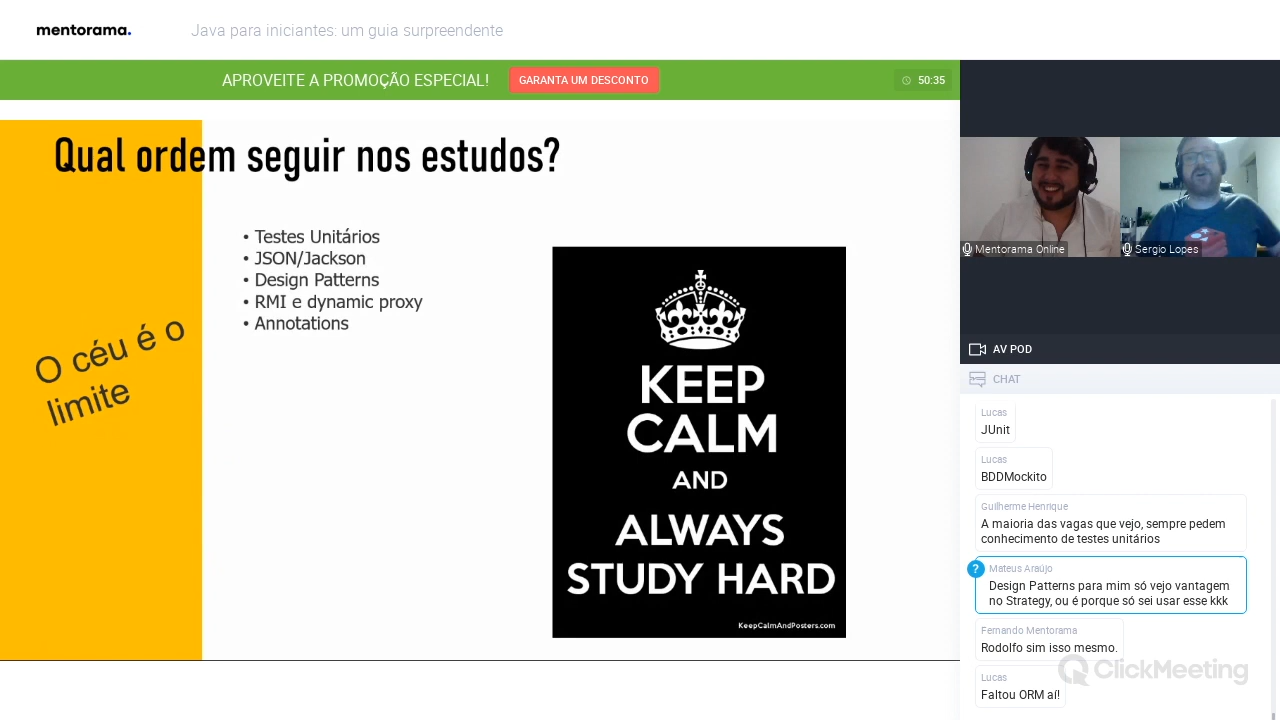 mentorama.
Java para iniciantes: um guia surpreendente
APROVEITE A PROMOÇÃO ESPECIAL!
GARANTA UM DESCONTO
50:35
Qual ordem seguir nos estudos?
• Testes Unitários
• JSON/Jackson
• Design Patterns
• RMI e dynamic proxy
• Annotations
O céu é o
limite
KEEP
CALM
AND
ALWAYS
STUDY HARD
KeepCalmAndPosters.com
Mentorama Online
Sergio Lopes
AV POD
CHAT
Lucas
JUnit
Lucas
BDDMockito
Guilherme Henrique
A maioria das vagas que vejo, sempre pedem
conhecimento de testes unitários
?
Mateus Araújo
Design Patterns para mim só vejo vantagem
no Strategy, ou é porque só sei usar esse kkk
Fernando Mentorama
Rodolfo sim isso mesmo.
ClickMeeting
Lucas
Faltou ORM aí!